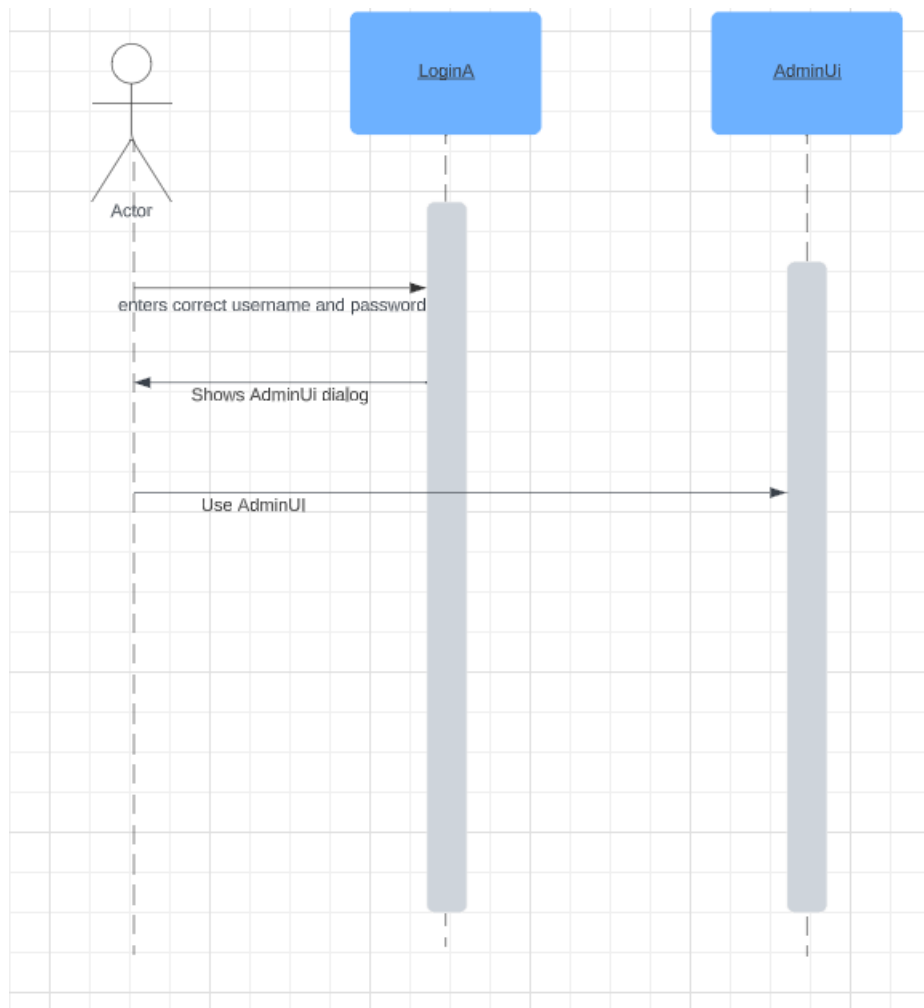 LoginA
AdminUi
Actor
enters correct username and password
Shows AdminUi dialog
Use AdminUI